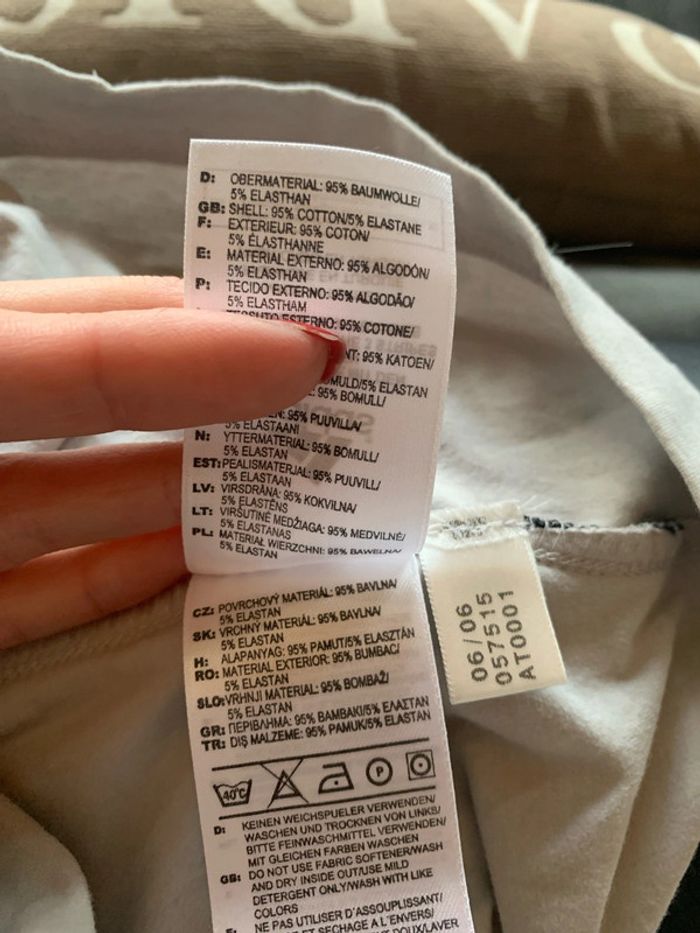 D: OBERMATERIAL: 95% BAUMWOLLE/
5% ELASTHAN
GB: SHELL: 95% COTTON/5% ELASTANE
F: EXTERIEUR: 95% COTON/
5% ÉLASTHANNE
E: MATERIAL EXTERNO: 95% ALGODÓN/
5% ELASTHAN
P: TECIDO EXTERNO: 95% ALGODÃO/
5% ELASTHAM
ESTERNO: 95% COTONE/
95% KATOEN/
5% ELASTAN
95% BOMULL/
95% PUUVILLA/
5% ELASTAANI
N: YTTERMATERIAL: 95% BOMULL/
5% ELASTAN
EST: PEALISMATERJAL: 95% PUUVILL/
5% ELASTAAN
LV: VIRSDRĀNA: 95% KOKVILNA/
5% ELASTĒNS
LT: VIRŠUTINĖ MEDŽIAGA: 95% MEDVILNĖ/
5% ELASTANAS
PL: MATERIAŁ WIERZCHNI: 95% BAWEŁNA/
5% ELASTAN
CZ: POVRCHOVÝ MATERIÁL: 95% BAVLNA/
5% ELASTAN
SK: VRCHNÝ MATERIÁL: 95% BAVLNA/
5% ELASTAN
H: ALAPANYAG: 95% PAMUT/5% ELASZTÁN
RO: MATERIAL EXTERIOR: 95% BUMBAC/
5% ELASTAN
SLO: VRHNJI MATERIAL: 95% BOMBAŽ/
5% ELASTAN
GR: ΠΕΡΙΒΛΗΜΑ: 95% ΒΑΜΒΑΚΙ/5% ΕΛΑΣΤΑΝ
TR: DIŞ MALZEME: 95% PAMUK/5% ELASTAN
40°C P
D: KEINEN WEICHSPUELER VERWENDEN/
WASCHEN UND TROCKNEN VON LINKS/
BITTE FEINWASCHMITTEL VERWENDEN/
MIT GLEICHEN FARBEN WASCHEN
GB: DO NOT USE FABRIC SOFTENER/WASH
AND DRY INSIDE OUT/USE MILD
DETERGENT ONLY/WASH WITH LIKE
COLORS
F: NE PAS UTILISER D'ASSOUPLISSANT/
ET SECHAGE A L'ENVERS/
DOUX/LAVER
06/06
057515
AT0001